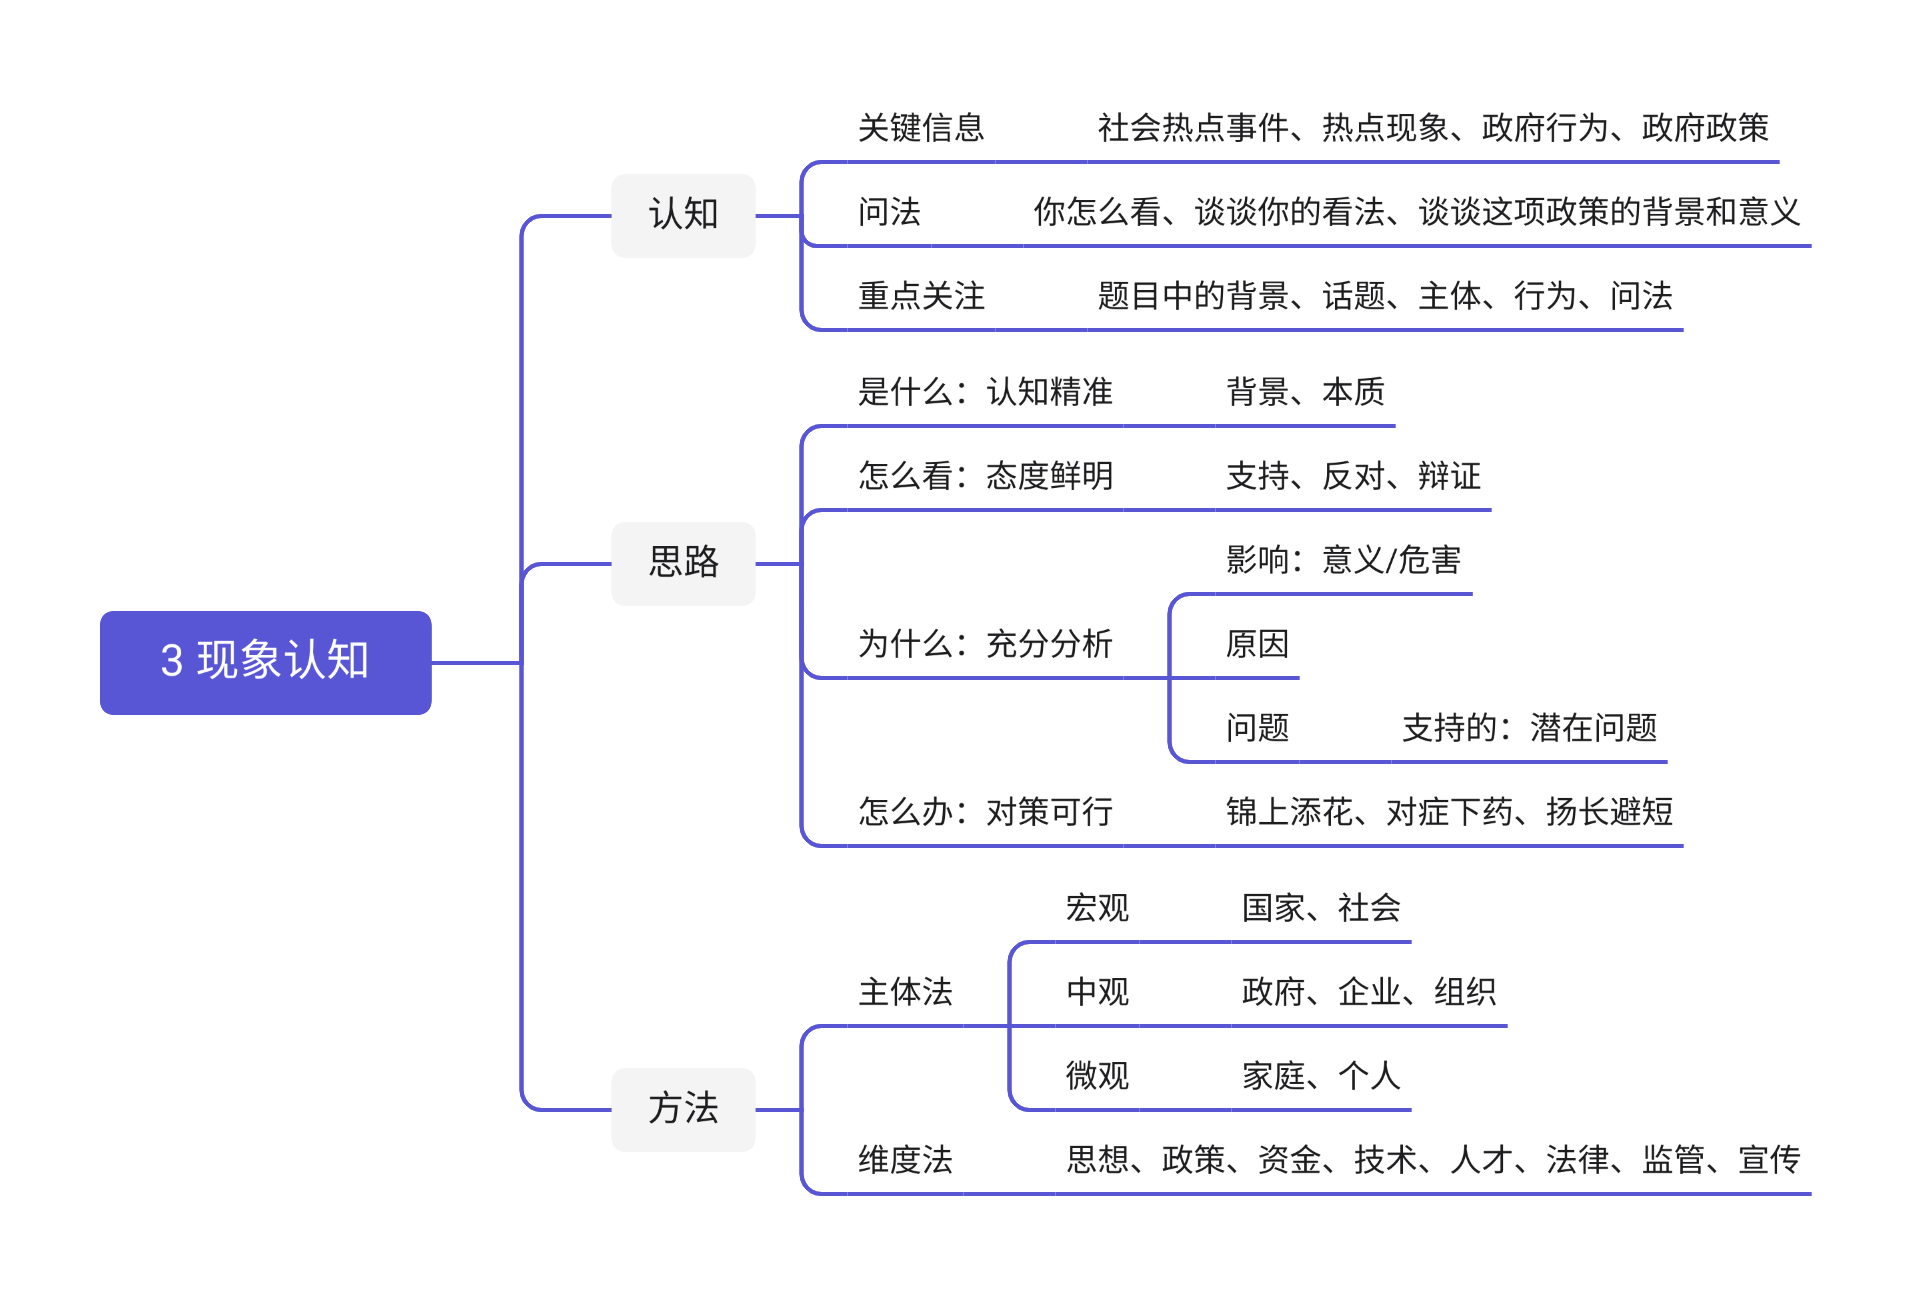 3 现象认知
认知
关键信息 社会热点事件、热点现象、政府行为、政府政策
问法 你怎么看、谈谈你的看法、谈谈这项政策的背景和意义
重点关注 题目中的背景、话题、主体、行为、问法
思路
是什么：认知精准 背景、本质
怎么看：态度鲜明 支持、反对、辩证
为什么：充分分析
影响：意义/危害
原因
问题 支持的：潜在问题
怎么办：对策可行 锦上添花、对症下药、扬长避短
方法
主体法
宏观 国家、社会
中观 政府、企业、组织
微观 家庭、个人
维度法 思想、政策、资金、技术、人才、法律、监管、宣传